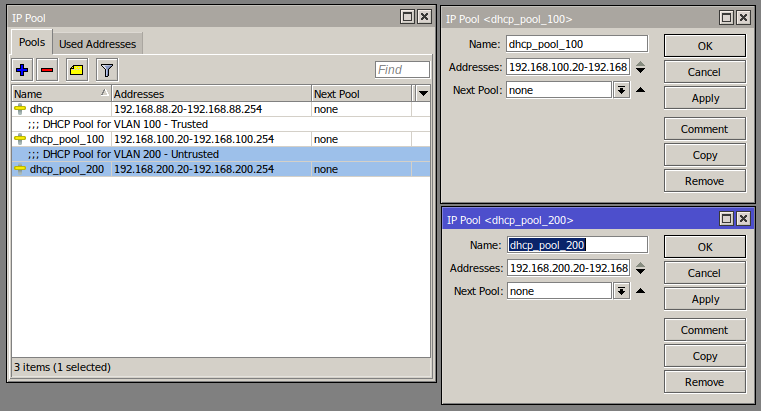 IP Pool
Pools Used Addresses
Find
Name Addresses Next Pool
dhcp 192.168.88.20-192.168.88.254 none
;;; DHCP Pool for VLAN 100 - Trusted
dhcp_pool_100 192.168.100.20-192.168.100.254 none
;;; DHCP Pool for VLAN 200 - Untrusted
dhcp_pool_200 192.168.200.20-192.168.200.254 none
3 items (1 selected)
IP Pool <dhcp_pool_100>
Name: dhcp_pool_100 OK
Addresses: 192.168.100.20-192.168 Cancel
Next Pool: none Apply
Comment
Copy
Remove
IP Pool <dhcp_pool_200>
Name: dhcp_pool_200 OK
Addresses: 192.168.200.20-192.168 Cancel
Next Pool: none Apply
Comment
Copy
Remove